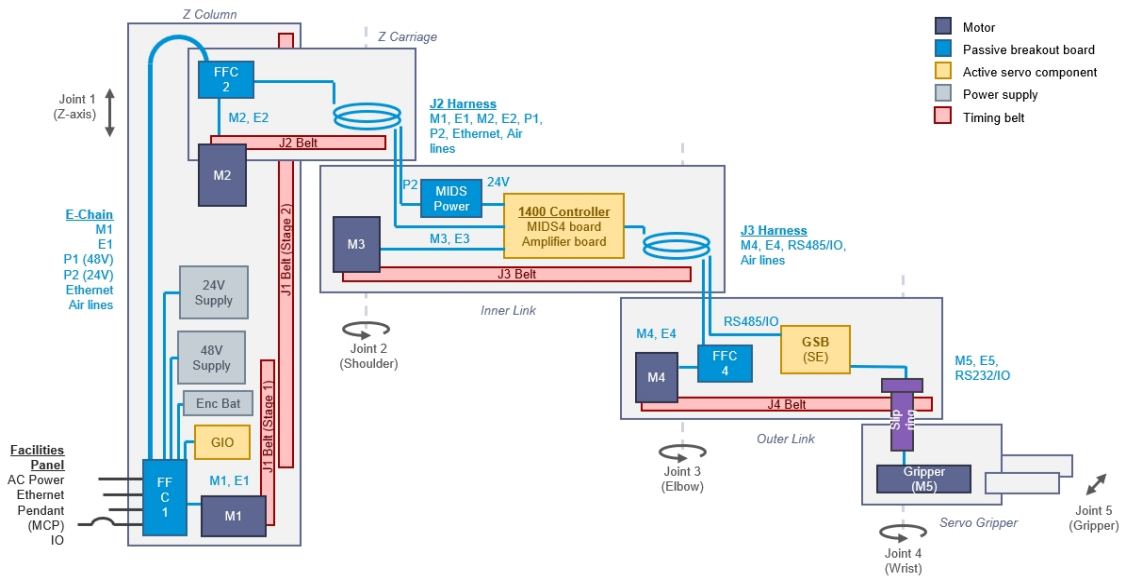 Z Column
Z Carriage
Motor
Passive breakout board
Active servo component
Power supply
Timing belt
FFC
2
Joint 1
(Z-axis)
M2, E2
J2 Harness
M1, E1, M2, E2, P1,
P2, Ethernet, Air
lines
J2 Belt
M2
P2
MIDS
Power
24V
E-Chain
M1
E1
P1 (48V)
P2 (24V)
Ethernet
Air lines
J1 Belt (Stage 2)
M3
M3, E3
1400 Controller
MIDS4 board
Amplifier board
J3 Harness
M4, E4, RS485/IO,
Air lines
J3 Belt
24V
Supply
Inner Link
Joint 2
(Shoulder)
48V
Supply
M4, E4
RS485/IO
GSB
(SE)
FFC
4
M4
M5, E5,
RS232/IO
Enc Bat
J1 Belt (Stage 1)
J4 Belt
Slip
ring
GIO
Outer Link
Facilities
Panel
AC Power
Ethernet
Pendant
(MCP)
IO
FF
C
1
M1, E1
M1
Joint 3
(Elbow)
Gripper
(M5)
Servo Gripper
Joint 5
(Gripper)
Joint 4
(Wrist)